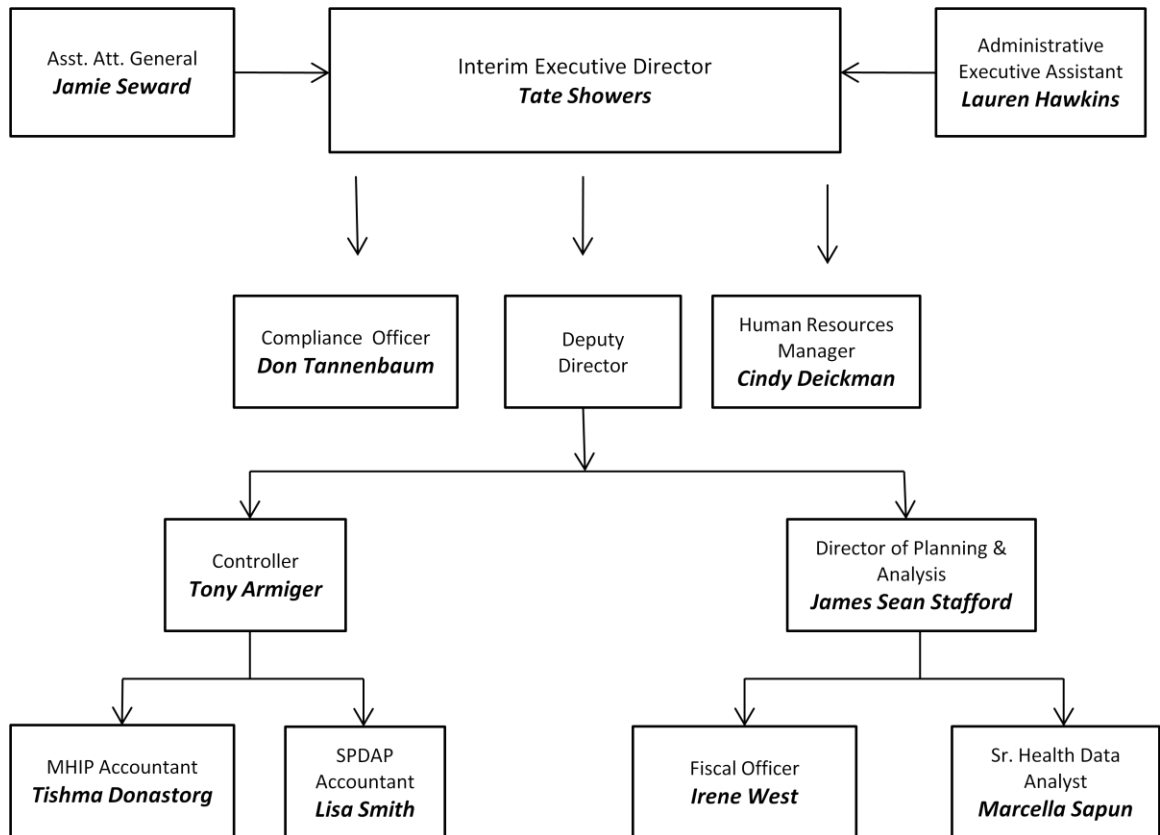 Asst. Att. General
Jamie Seward
Interim Executive Director
Tate Showers
Administrative
Executive Assistant
Lauren Hawkins
Compliance Officer
Don Tannenbaum
Deputy
Director
Human Resources
Manager
Cindy Deickman
Controller
Tony Armiger
Director of Planning &
Analysis
James Sean Stafford
MHIP Accountant
Tishma Donastorg
SPDAP
Accountant
Lisa Smith
Fiscal Officer
Irene West
Sr. Health Data
Analyst
Marcella Sapun